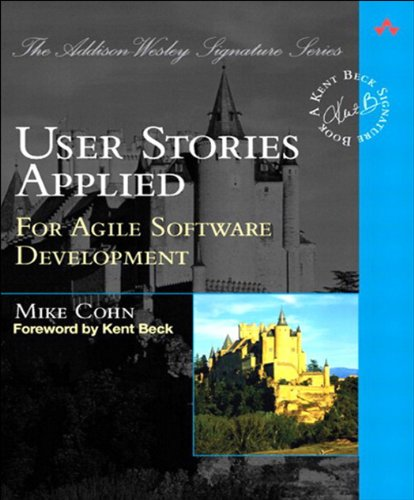 The Addison-Wesley Signature Series
A KENT BECK SIGNATURE BOOK
Kent B
USER STORIES
APPLIED
FOR AGILE SOFTWARE
DEVELOPMENT
MIKE COHN
Foreword by Kent Beck